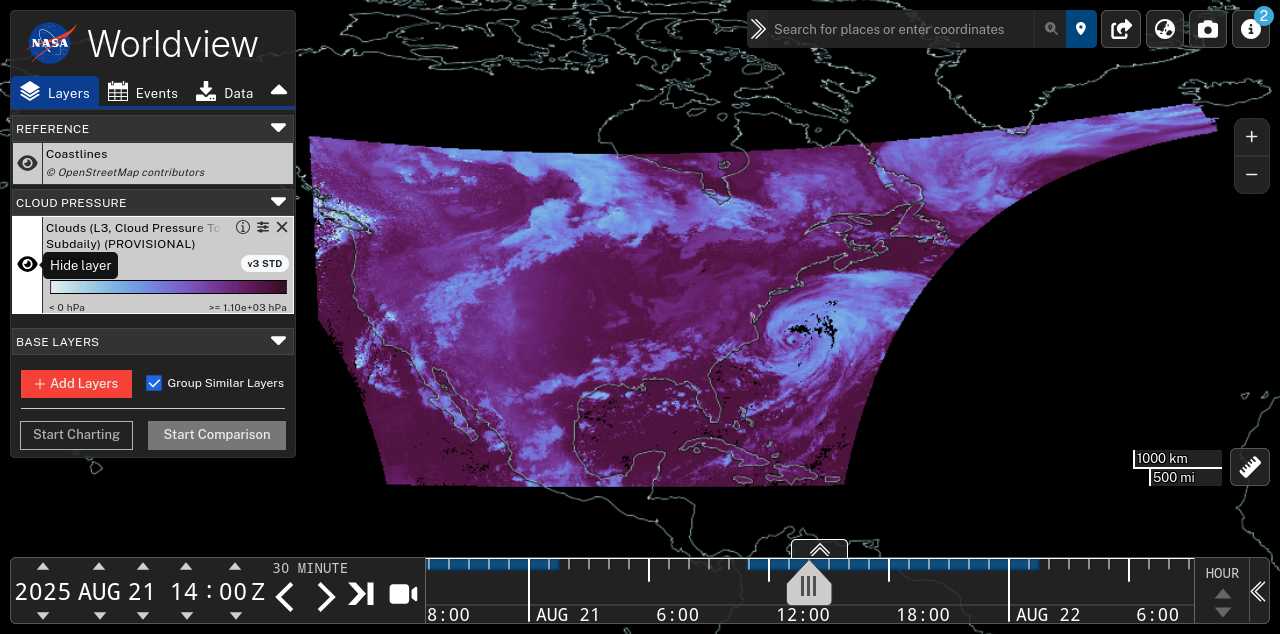 NASA Worldview
Search for places or enter coordinates
2
Layers Events Data
REFERENCE
Coastlines
© OpenStreetMap contributors
CLOUD PRESSURE
Clouds (L3, Cloud Pressure To
Subdaily) (PROVISIONAL)
Hide layer
v3 STD
< 0 hPa >= 1.10e+03 hPa
BASE LAYERS
+ Add Layers Group Similar Layers
Start Charting Start Comparison
+
−
1000 km
500 mi
2025 AUG 21 14 : 00 Z
30 MINUTE
8:00 AUG 21 6:00 12:00 18:00 AUG 22 6:00
HOUR